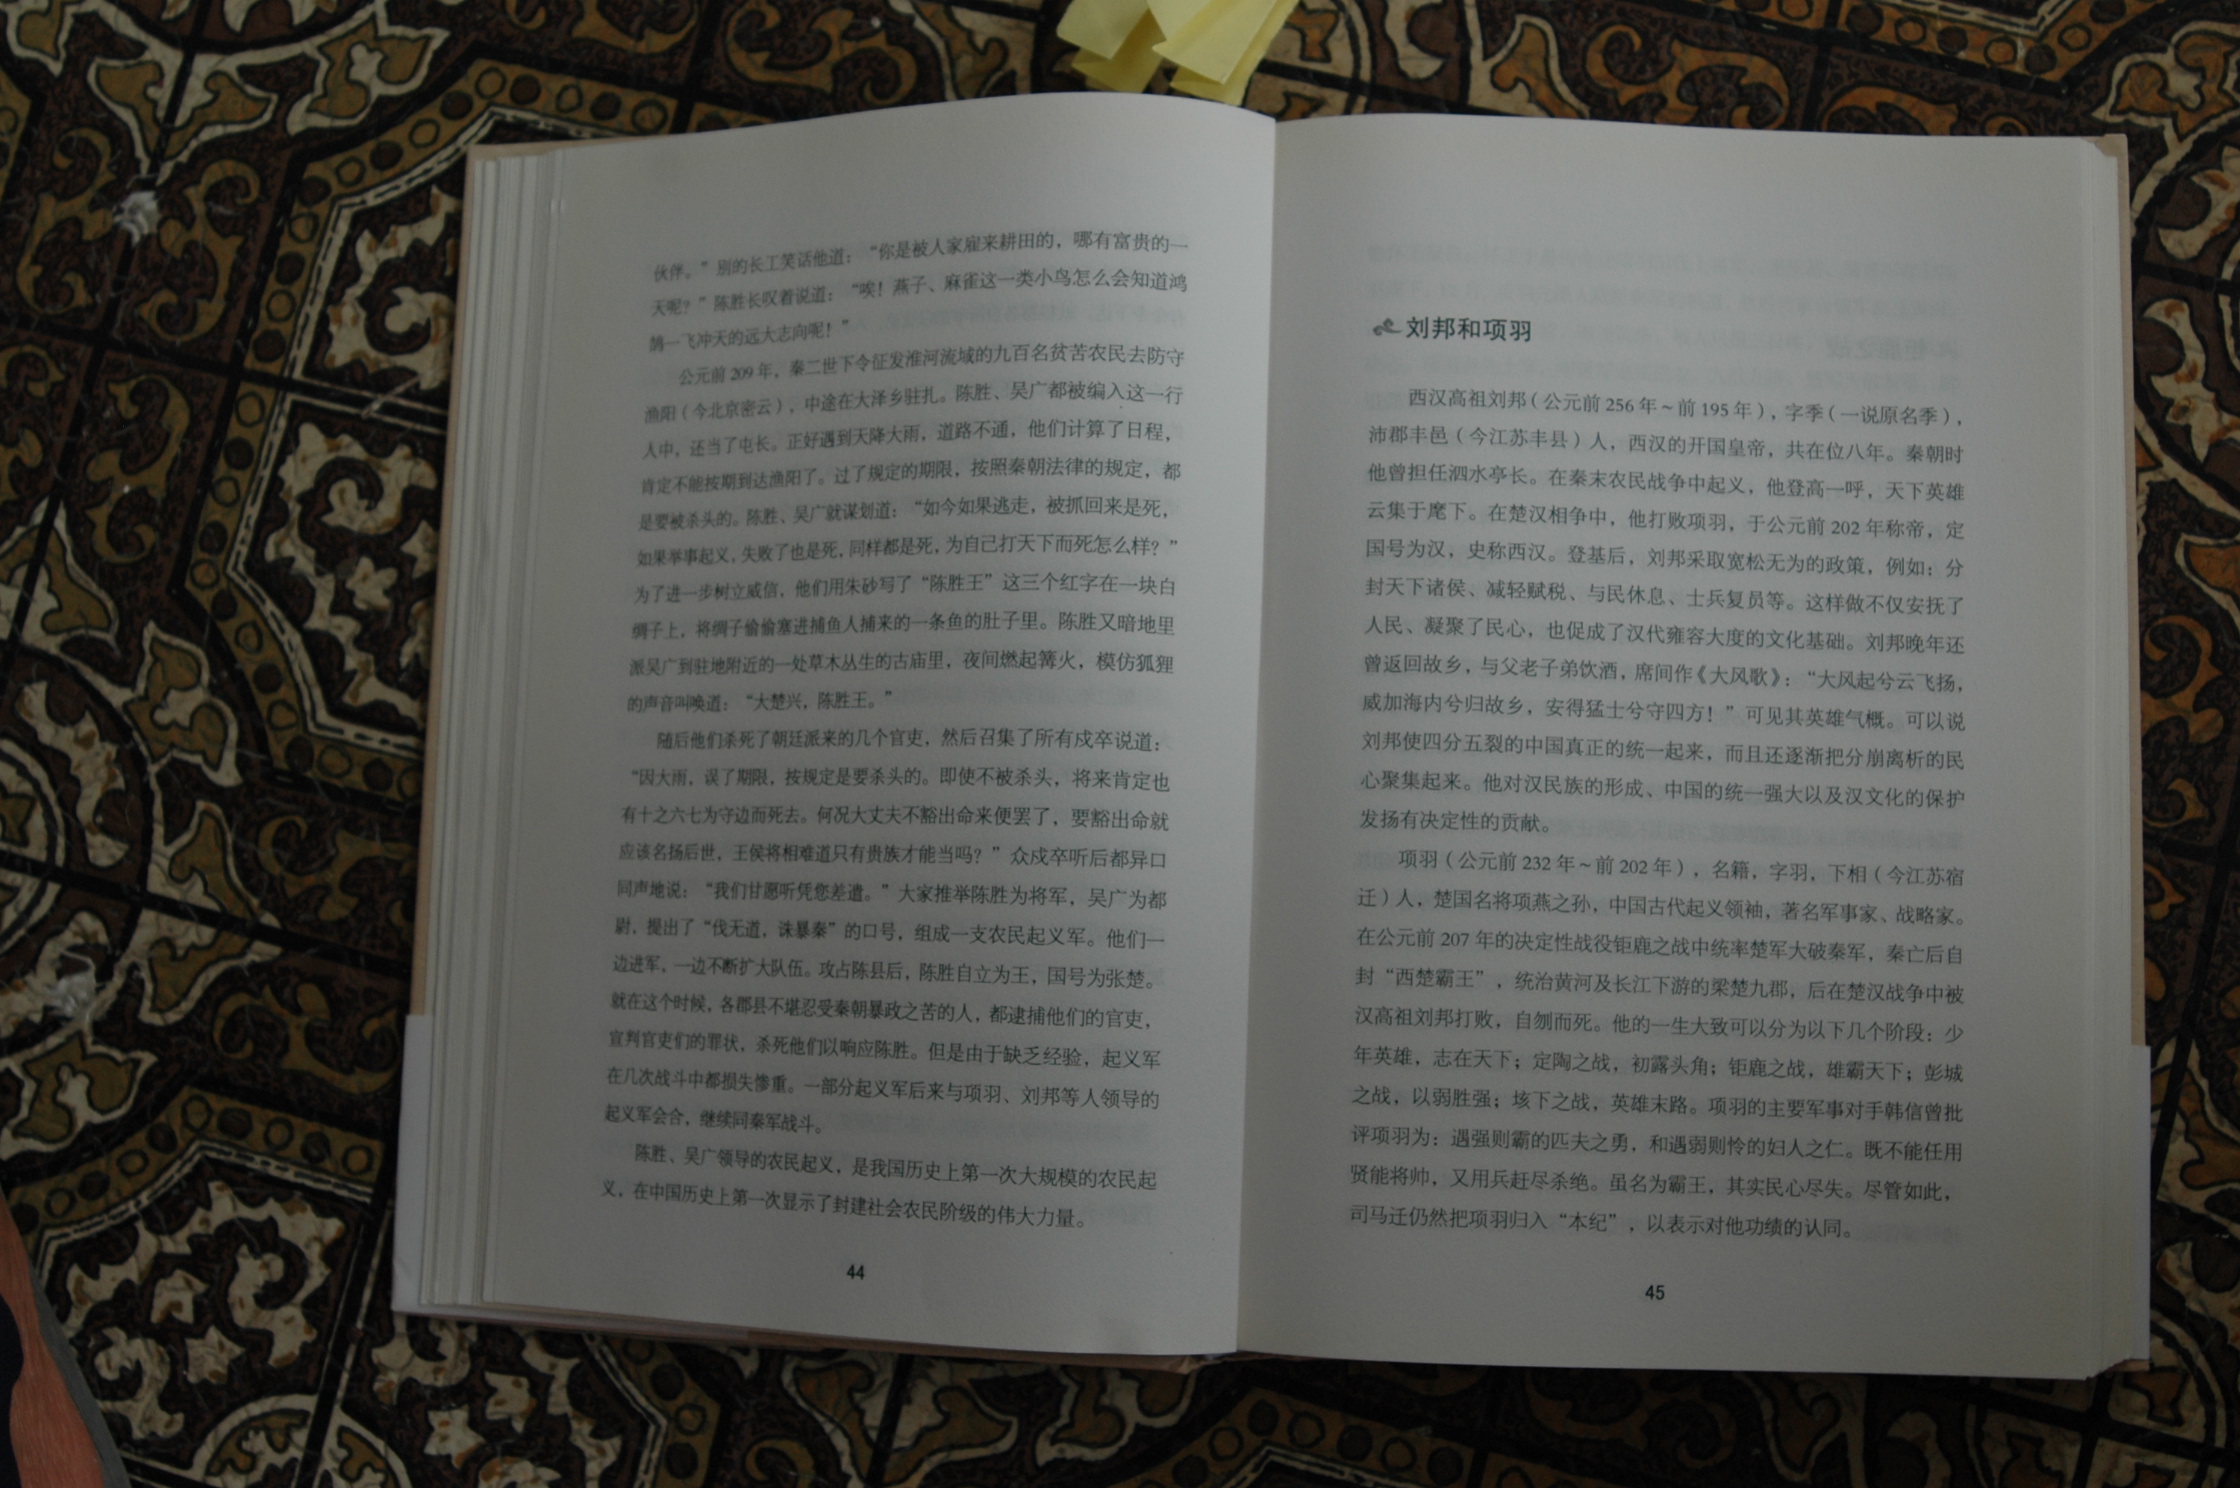 伙伴。”别的长工笑话他道：“你是被人家雇来耕田的，哪有富贵的一
天呢？”陈胜长叹着说道：“唉！燕子、麻雀这一类小鸟怎么会知道鸿
鹄一飞冲天的远大志向呢！”
公元前 209 年，秦二世下令征发淮河流域的九百名贫苦农民去防守
渔阳（今北京密云），中途在大泽乡驻扎。陈胜、吴广都被编入这一行
人中，还当了屯长。正好遇到天降大雨，道路不通，他们计算了日程，
肯定不能按期到达渔阳了。过了规定的期限，按照秦朝法律的规定，都
是要被杀头的。陈胜、吴广就谋划道：“如今如果逃走，被抓回来是死，
如果举事起义，失败了也是死，同样都是死，为自己打天下而死怎么样？”
为了进一步树立威信，他们用朱砂写了“陈胜王”这三个红字在一块白
绸子上，将绸子偷偷塞进捕鱼人捕来的一条鱼的肚子里。陈胜又暗地里
派吴广到驻地附近的一处草木丛生的古庙里，夜间燃起篝火，模仿狐狸
的声音叫唤道：“大楚兴，陈胜王。”
随后他们杀死了朝廷派来的几个官吏，然后召集了所有戍卒说道：
“因大雨，误了期限，按规定是要杀头的。即使不被杀头，将来肯定也
有十之六七为守边而死去。何况大丈夫不豁出命来便罢了，要豁出命就
应该名扬后世，王侯将相难道只有贵族才能当吗？”众戍卒听后都异口
同声地说：“我们甘愿听凭您差遣。”大家推举陈胜为将军，吴广为都
尉，提出了“伐无道，诛暴秦”的口号，组成一支农民起义军。他们一
边进军，一边不断扩大队伍。攻占陈县后，陈胜自立为王，国号为张楚。
就在这个时候，各郡县不堪忍受秦朝暴政之苦的人，都逮捕他们的官吏，
宣判官吏们的罪状，杀死他们以响应陈胜。但是由于缺乏经验，起义军
在几次战斗中都损失惨重。一部分起义军后来与项羽、刘邦等人领导的
起义军会合，继续同秦军战斗。
陈胜、吴广领导的农民起义，是我国历史上第一次大规模的农民起
义，在中国历史上第一次显示了封建社会农民阶级的伟大力量。
44
刘邦和项羽
西汉高祖刘邦（公元前 256 年～前 195 年），字季（一说原名季），
沛郡丰邑（今江苏丰县）人，西汉的开国皇帝，共在位八年。秦朝时
他曾担任泗水亭长。在秦末农民战争中起义，他登高一呼，天下英雄
云集于麾下。在楚汉相争中，他打败项羽，于公元前 202 年称帝，定
国号为汉，史称西汉。登基后，刘邦采取宽松无为的政策，例如：分
封天下诸侯、减轻赋税、与民休息、士兵复员等。这样做不仅安抚了
人民、凝聚了民心，也促成了汉代雍容大度的文化基础。刘邦晚年还
曾返回故乡，与父老子弟饮酒，席间作《大风歌》：“大风起兮云飞扬，
威加海内兮归故乡，安得猛士兮守四方！”可见其英雄气概。可以说
刘邦使四分五裂的中国真正的统一起来，而且还逐渐把分崩离析的民
心聚集起来。他对汉民族的形成、中国的统一强大以及汉文化的保护
发扬有决定性的贡献。
项羽（公元前 232 年～前 202 年），名籍，字羽，下相（今江苏宿
迁）人，楚国名将项燕之孙，中国古代起义领袖，著名军事家、战略家。
在公元前 207 年的决定性战役钜鹿之战中统率楚军大破秦军，秦亡后自
封“西楚霸王”，统治黄河及长江下游的梁楚九郡，后在楚汉战争中被
汉高祖刘邦打败，自刎而死。他的一生大致可以分为以下几个阶段：少
年英雄，志在天下；定陶之战，初露头角；钜鹿之战，雄霸天下；彭城
之战，以弱胜强；垓下之战，英雄末路。项羽的主要军事对手韩信曾批
评项羽为：遇强则霸的匹夫之勇，和遇弱则怜的妇人之仁。既不能任用
贤能将帅，又用兵赶尽杀绝。虽名为霸王，其实民心尽失。尽管如此，
司马迁仍然把项羽归入“本纪”，以表示对他功绩的认同。
45